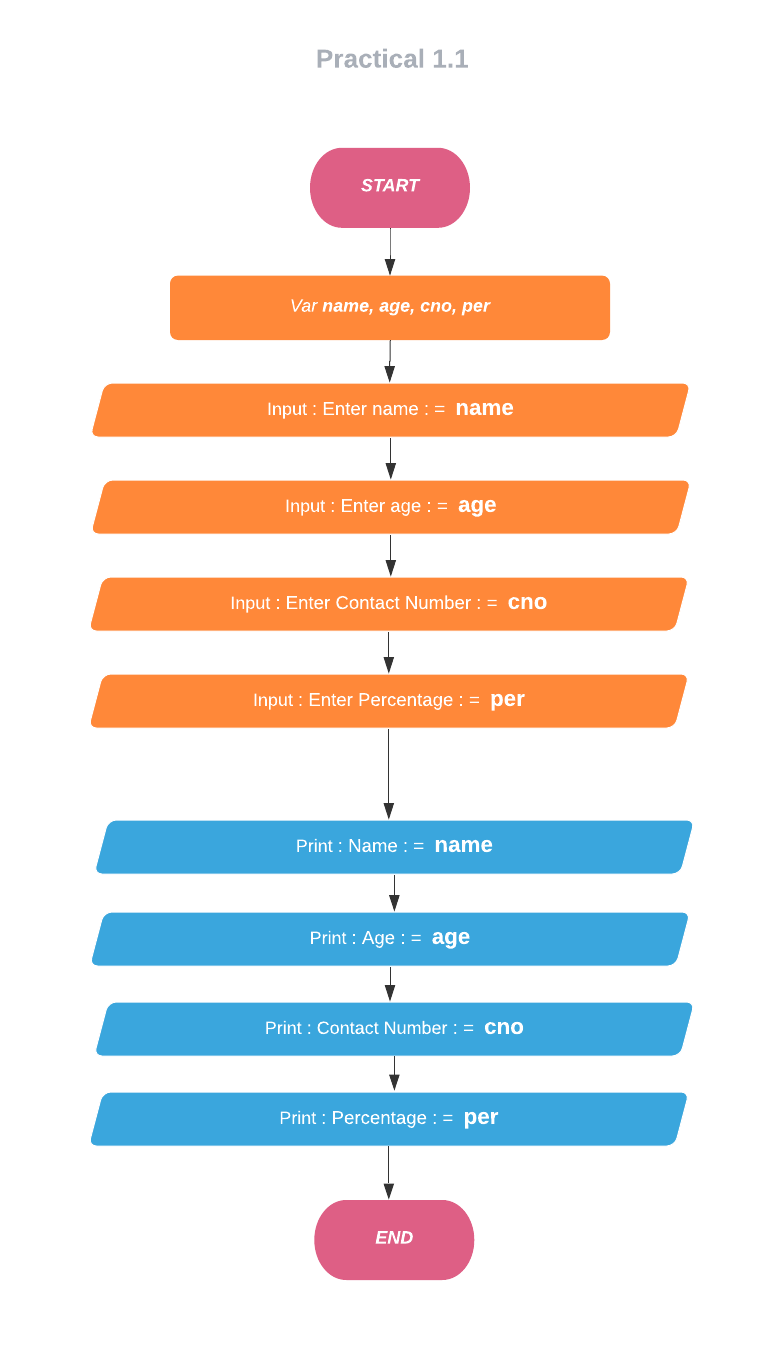 Practical 1.1
START
Var name, age, cno, per
Input : Enter name : = name
Input : Enter age : = age
Input : Enter Contact Number : = cno
Input : Enter Percentage : = per
Print : Name : = name
Print : Age : = age
Print : Contact Number : = cno
Print : Percentage : = per
END